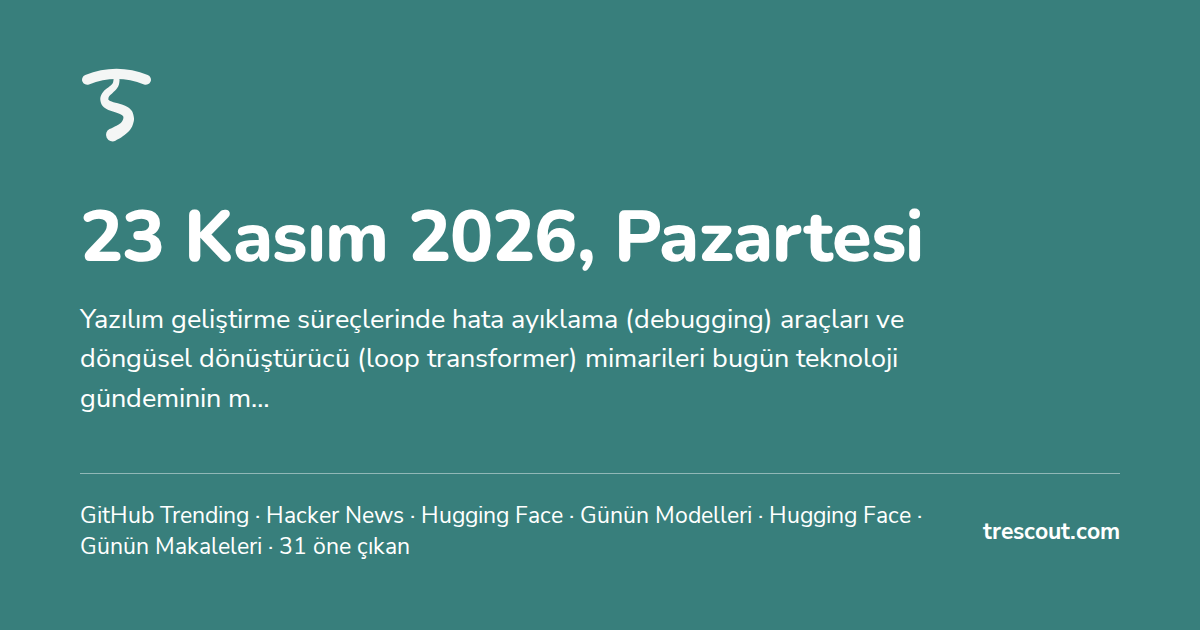 23 Kasım 2026, Pazartesi
Yazılım geliştirme süreçlerinde hata ayıklama (debugging) araçları ve
döngüsel dönüştürücü (loop transformer) mimarileri bugün teknoloji
gündeminin m...
GitHub Trending · Hacker News · Hugging Face · Günün Modelleri · Hugging Face ·
Günün Makaleleri · 31 öne çıkan
trescout.com